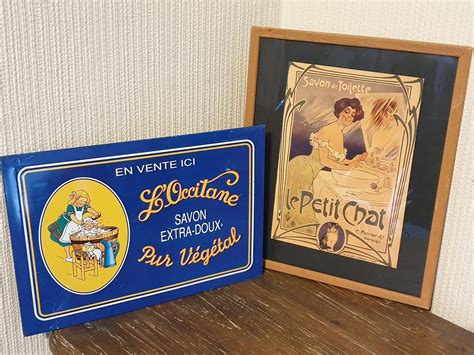 EN VENTE ICI
L'Occitane
SAVON
EXTRA-DOUX
Pur Végétal
Savon de Toilette
le Petit Chat